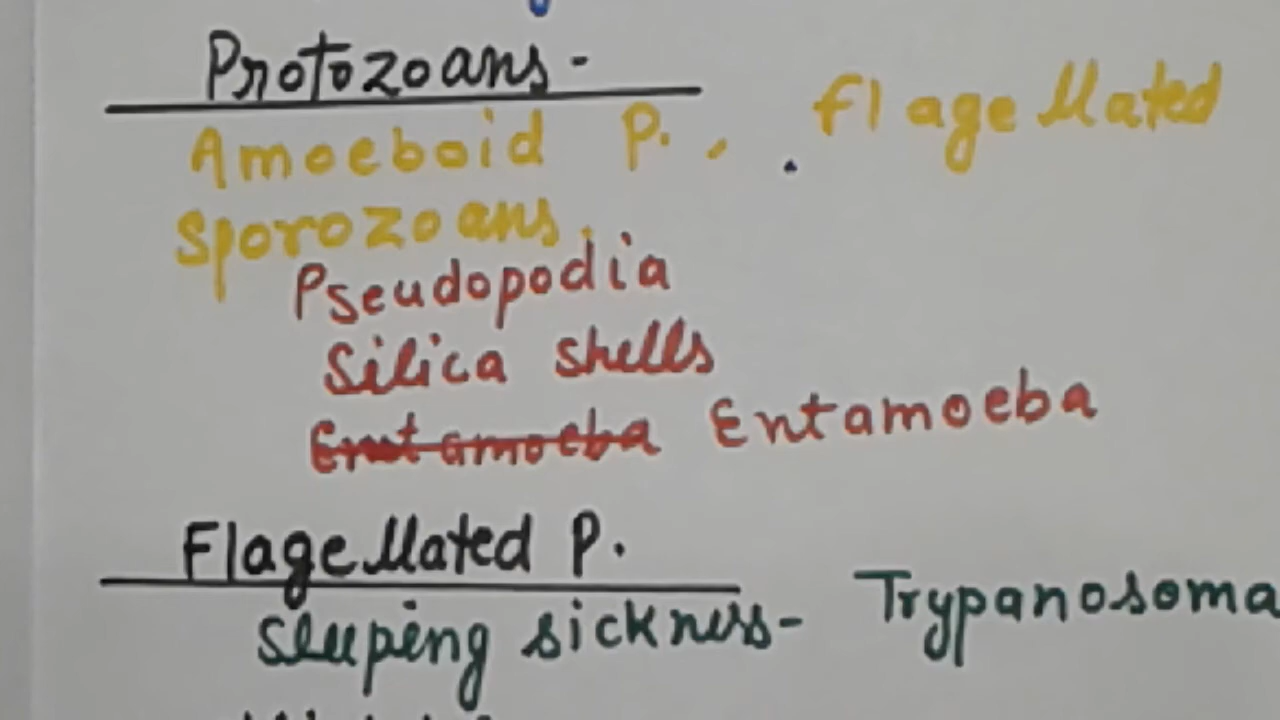 Protozoans -
Amoeboid P. , . Flagellated
Sporozoans,
Pseudopodia
Silica shells
Entamoeba Entamoeba
Flagellated P.
Sleeping sickness - Trypanosoma